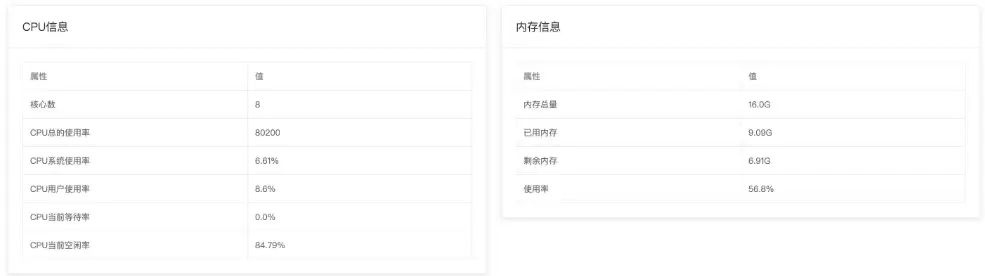 CPU信息
属性 值
核心数 8
CPU总的使用率 80200
CPU系统使用率 6.61%
CPU用户使用率 8.6%
CPU当前等待率 0.0%
CPU当前空闲率 84.79%
内存信息
属性 值
内存总量 16.0G
已用内存 9.09G
剩余内存 6.91G
使用率 56.8%